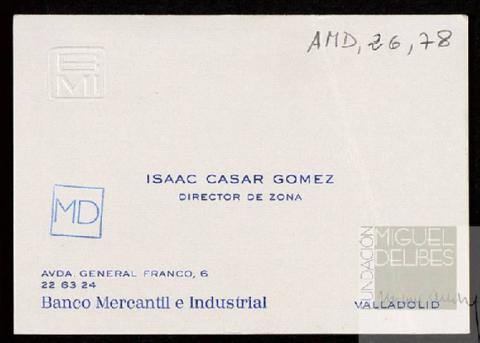 AMD, 26, 78
BMI
ISAAC CASAR GOMEZ
DIRECTOR DE ZONA
MD
AVDA. GENERAL FRANCO, 6
22 63 24
Banco Mercantil e Industrial
VALLADOLID
FUNDACIÓN
MIGUEL
DELIBES